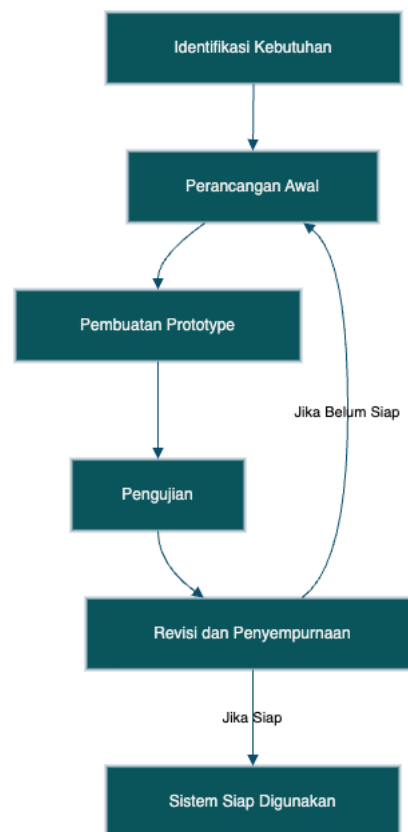 Identifikasi Kebutuhan
Perancangan Awal
Pembuatan Prototype
Jika Belum Siap
Pengujian
Revisi dan Penyempurnaan
Jika Siap
Sistem Siap Digunakan